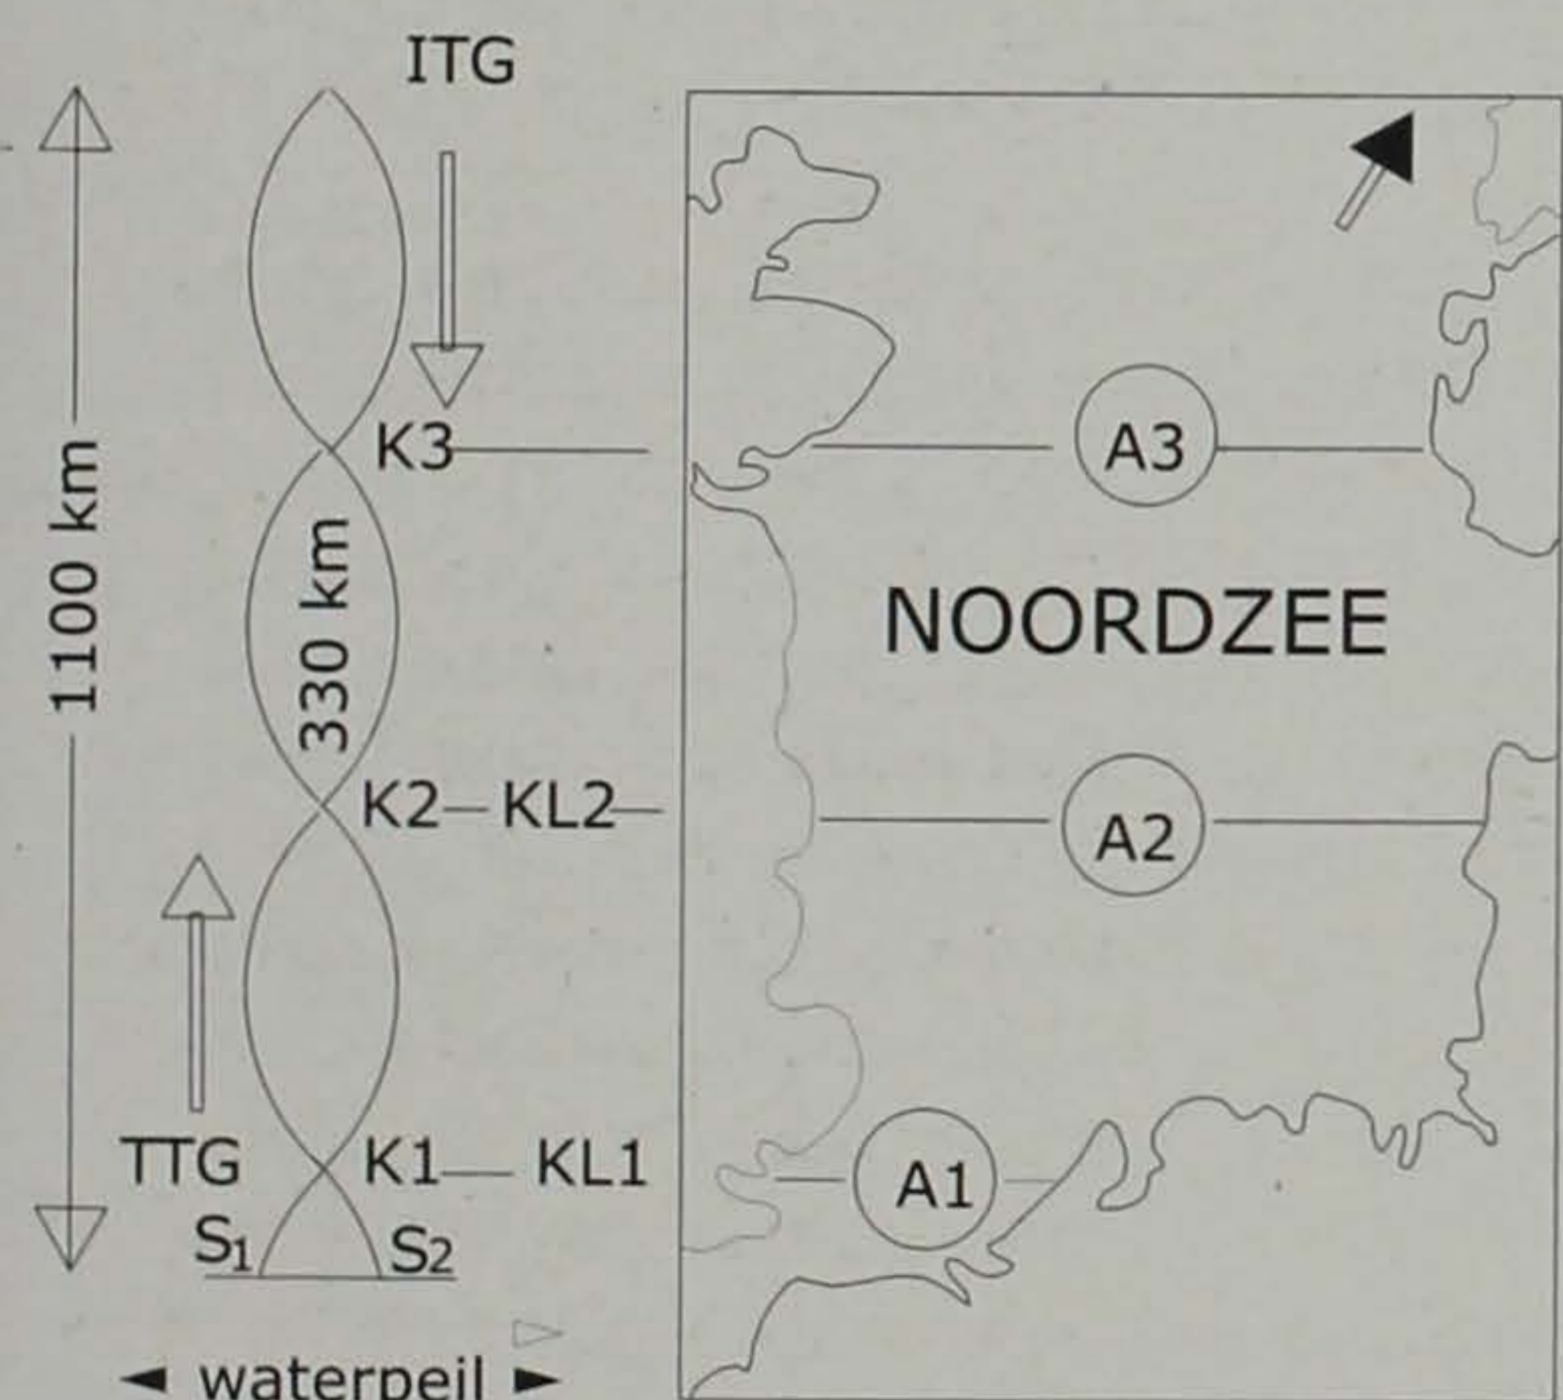 ITG
1100 km
K3
A3
330 km
NOORDZEE
K2 KL2
A2
TTG
K1 KL1
A1
S1 S2
waterpeil